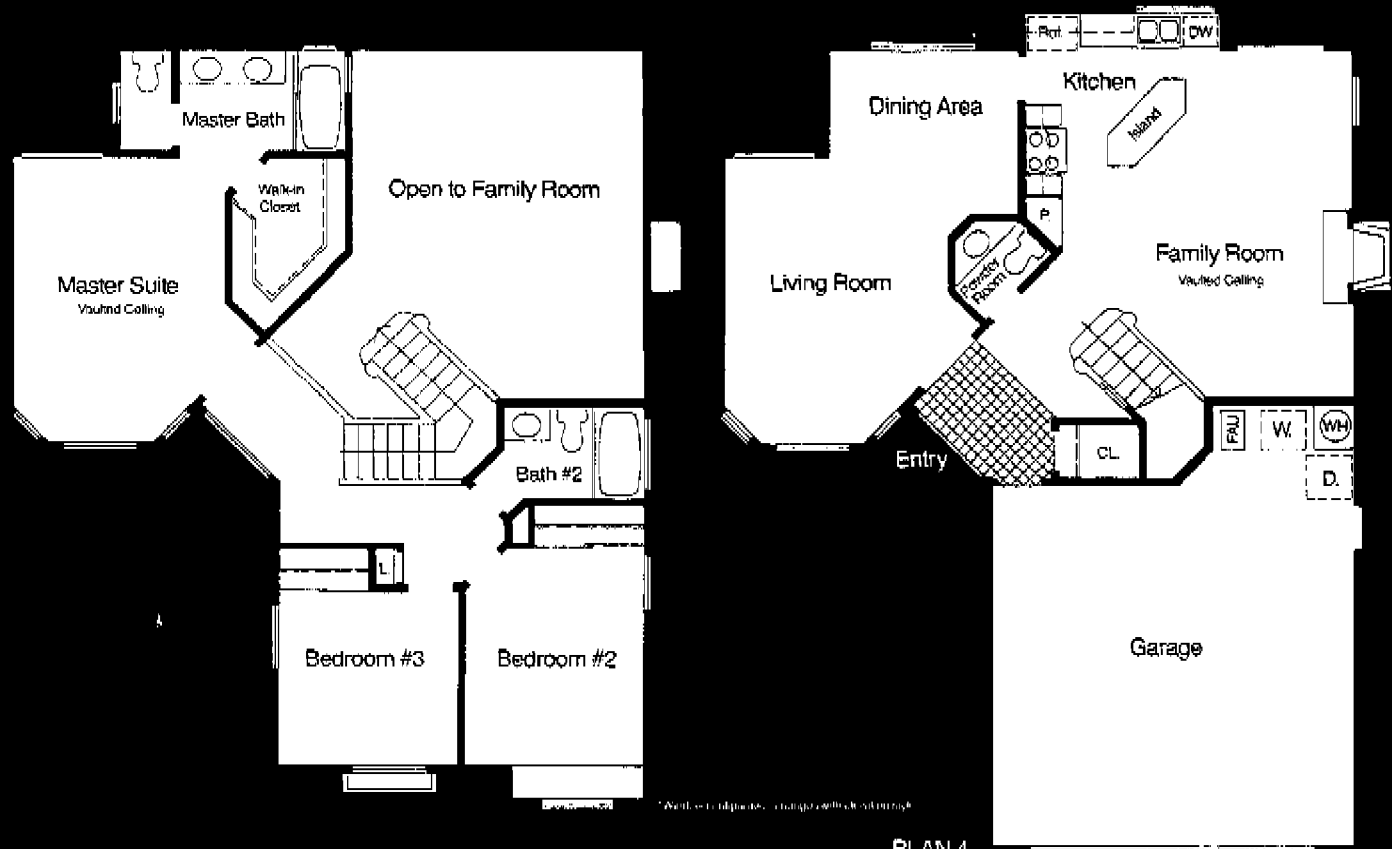 Master Bath
Walk-in
Closet
Open to Family Room
Master Suite
Vaulted Ceiling
Bath #2
L.
Bedroom #3
Bedroom #2
Ref.
DW
Kitchen
Dining Area
Island
P.
Powder
Room
Family Room
Vaulted Ceiling
Living Room
Entry
CL.
FAU
W.
WH
D.
Garage
PLAN 4